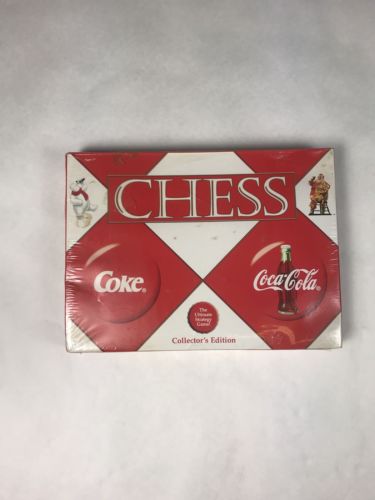 CHESS
Coke®
Coca-Cola®
The
Ultimate
Strategy
Game!
Collector's Edition